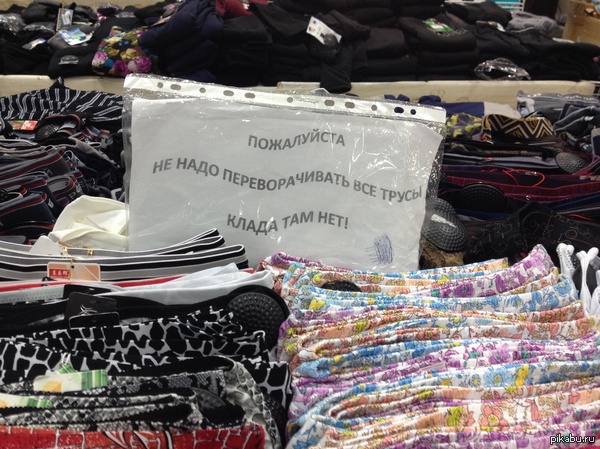 ПОЖАЛУЙСТА
НЕ НАДО ПЕРЕВОРАЧИВАТЬ ВСЕ ТРУСЫ
КЛАДА ТАМ НЕТ!
pikabu.ru